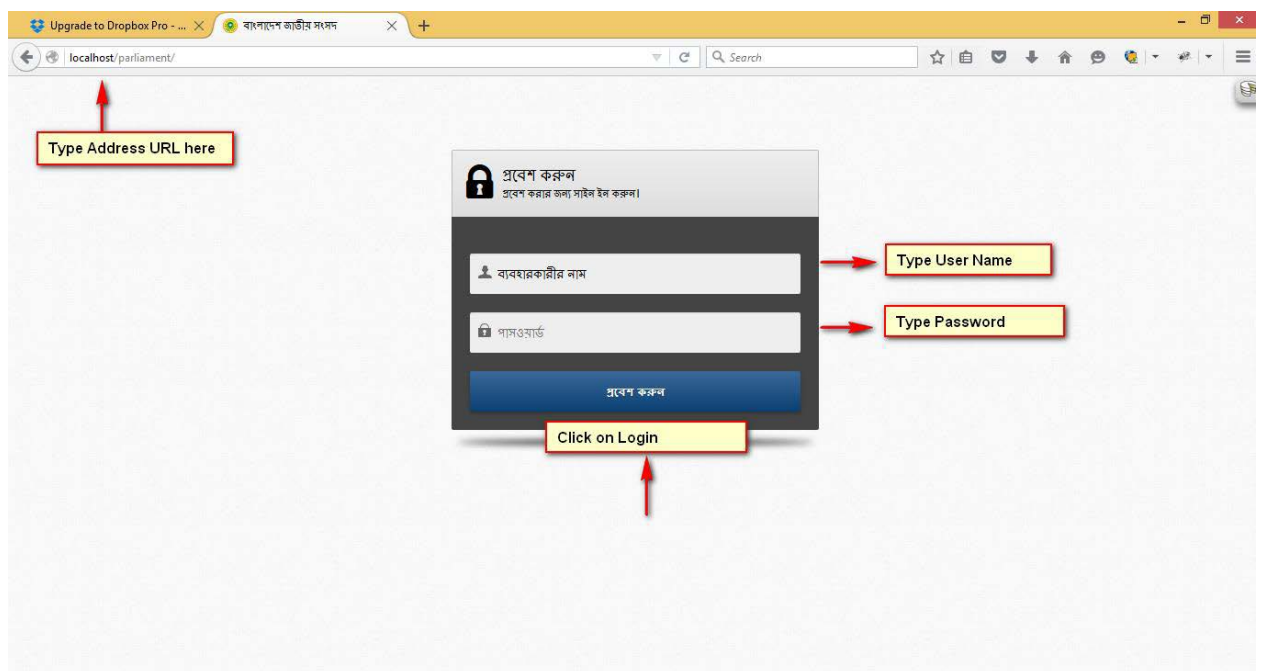 Upgrade to Dropbox Pro - ...
বাংলাদেশ জাতীয় সংসদ
localhost/parliament/
Search
Type Address URL here
প্রবেশ করুন
প্রবেশ করার জন্য সাইন ইন করুন।
ব্যবহারকারীর নাম
Type User Name
পাসওয়ার্ড
Type Password
প্রবেশ করুন
Click on Login